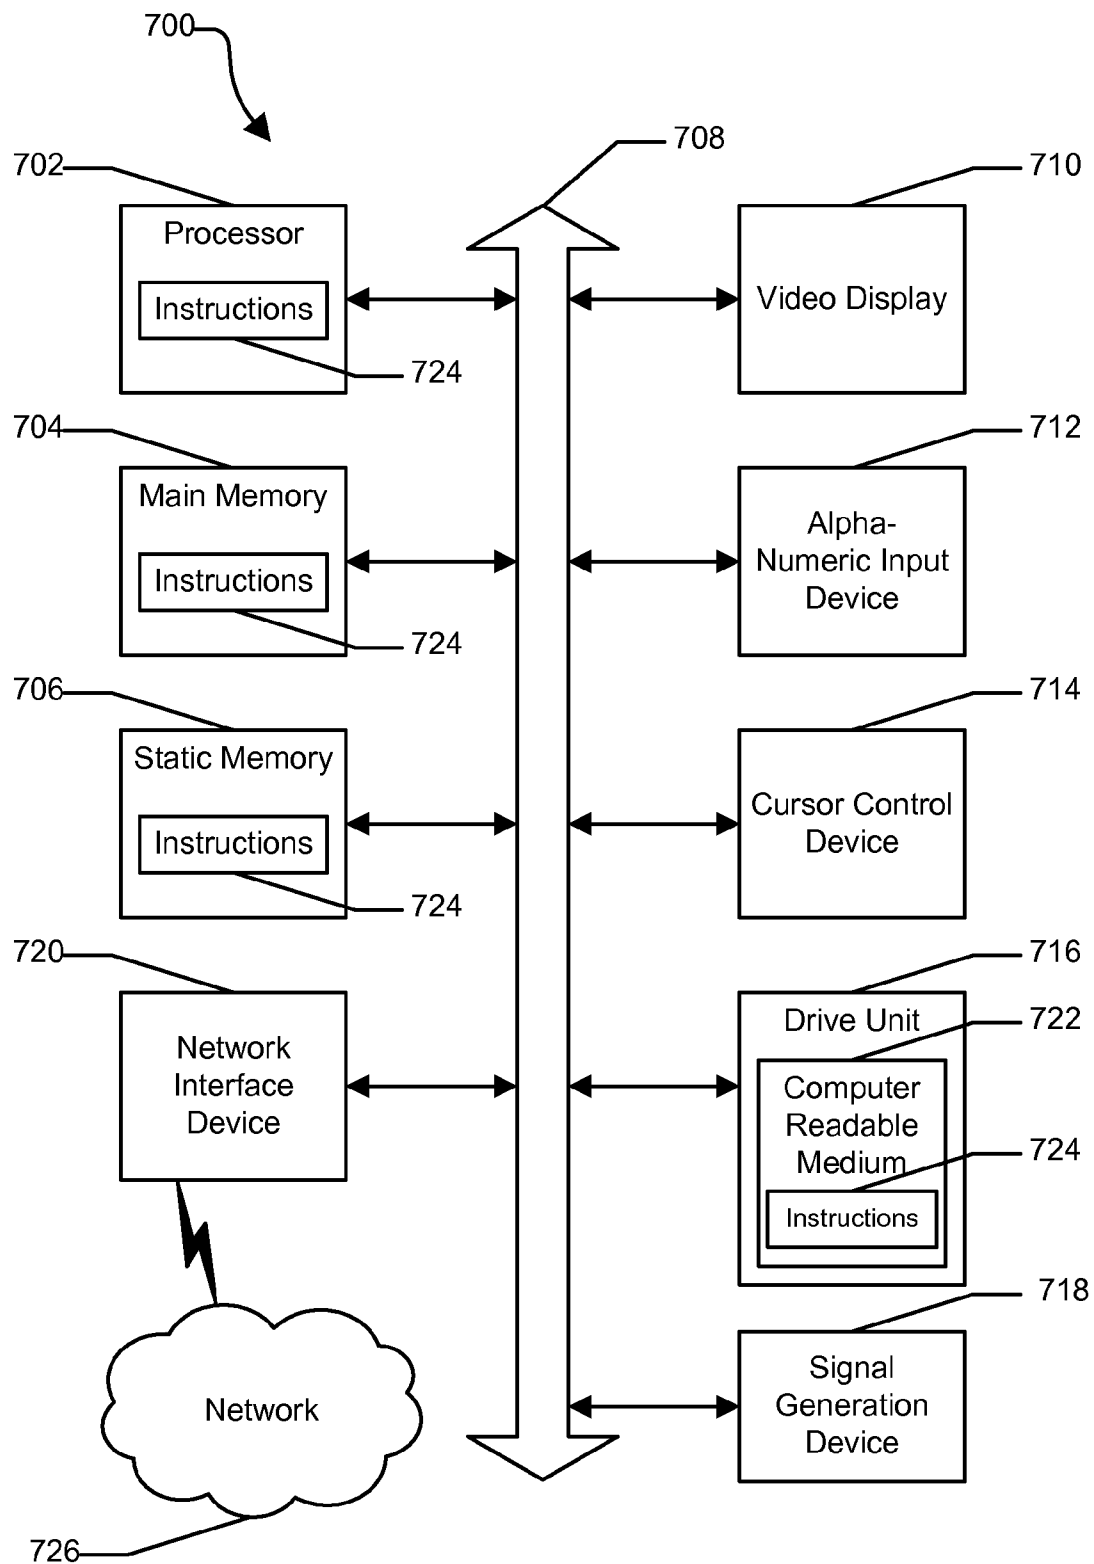 700
708
702
710
Processor
Instructions
Video Display
724
704
712
Main Memory
Alpha-
Numeric Input
Device
Instructions
724
706
714
Static Memory
Cursor Control
Device
Instructions
724
720
716
Drive Unit
722
Network
Interface
Device
Computer
Readable
Medium
724
Instructions
718
Signal
Generation
Device
Network
726